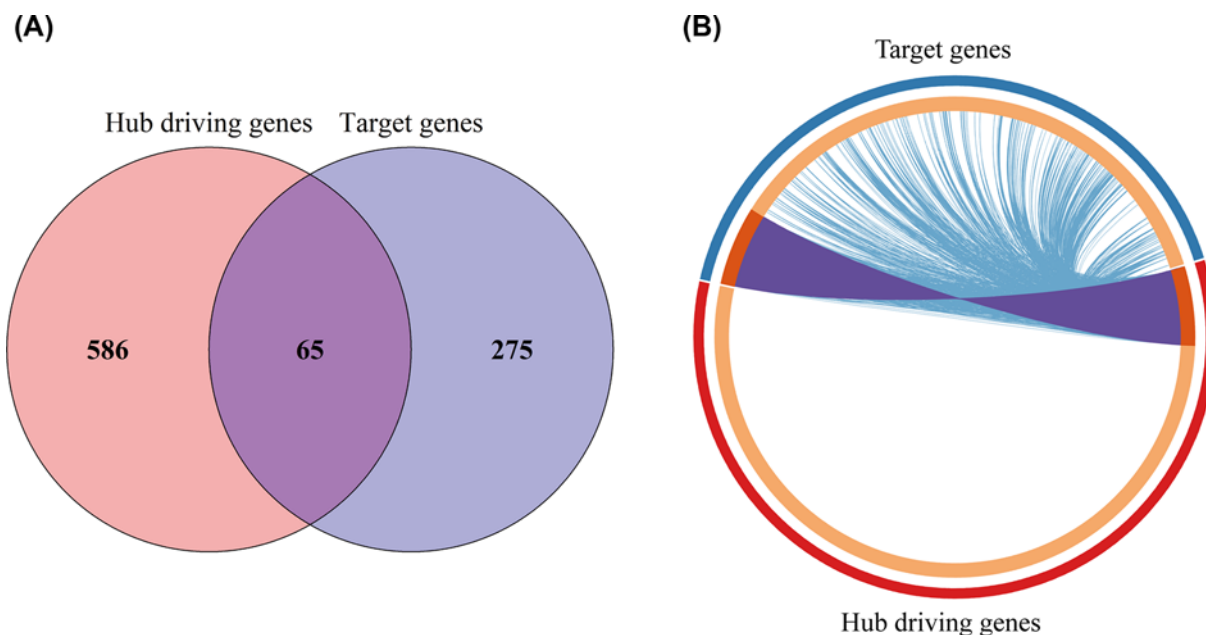 (A)
Hub driving genes
Target genes
586
65
275
(B)
Target genes
Hub driving genes